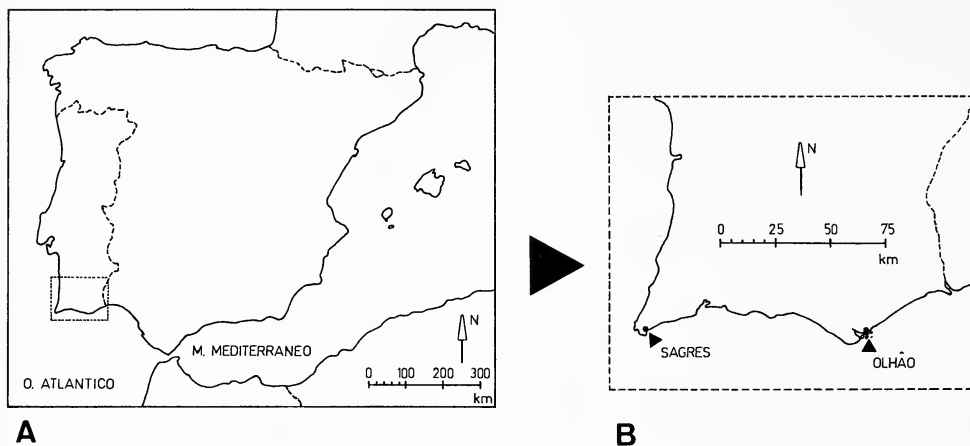 M. MEDITERRANEO
O. ATLANTICO
N
0 100 200 300
km
A
N
0 25 50 75
km
SAGRES
OLHÂO
B